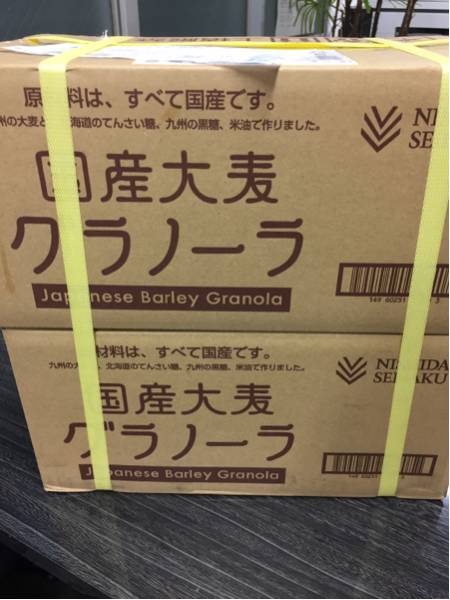 原料は、すべて国産です。
州の大麦と 海道のてんさい糖、九州の黒糖、米油で作りました。
NI
SE
国産大麦
グラノーラ
Japanese Barley Granola
材料は、すべて国産です。
九州の大 、北海道のてんさい糖、九州の黒糖、米油で作りました。
NISHIDA
SEIBAKU
国産大麦
グラノーラ
Japanese Barley Granola